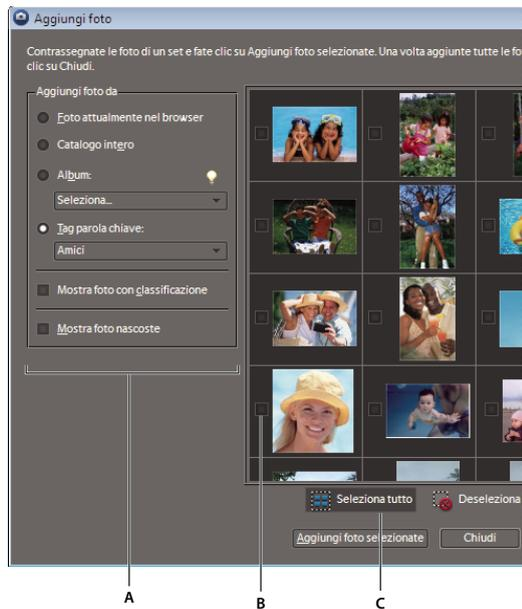 Aggiungi foto
Contrassegnate le foto di un set e fate clic su Aggiungi foto selezionate. Una volta aggiunte tutte le fo
clic su Chiudi.
Aggiungi foto da
Foto attualmente nel browser
Catalogo intero
Album:
Seleziona...
Tag parola chiave:
Amici
Mostra foto con classificazione
Mostra foto nascoste
Seleziona tutto
Deseleziona
Aggiungi foto selezionate
Chiudi
A
B
C